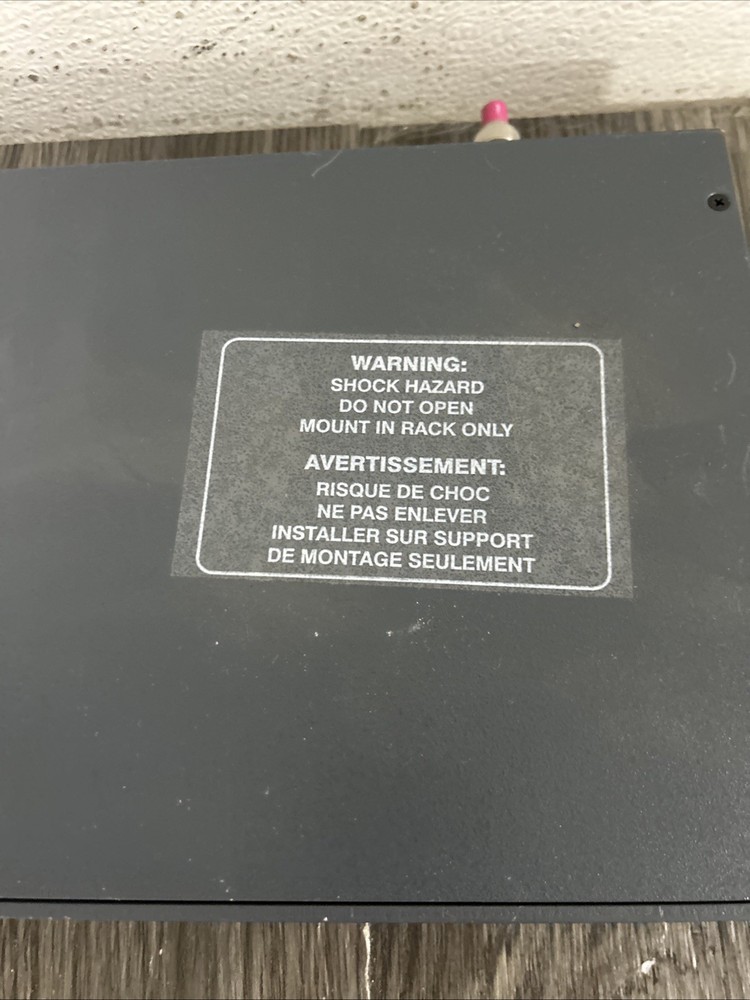 WARNING:
SHOCK HAZARD
DO NOT OPEN
MOUNT IN RACK ONLY
AVERTISSEMENT:
RISQUE DE CHOC
NE PAS ENLEVER
INSTALLER SUR SUPPORT
DE MONTAGE SEULEMENT